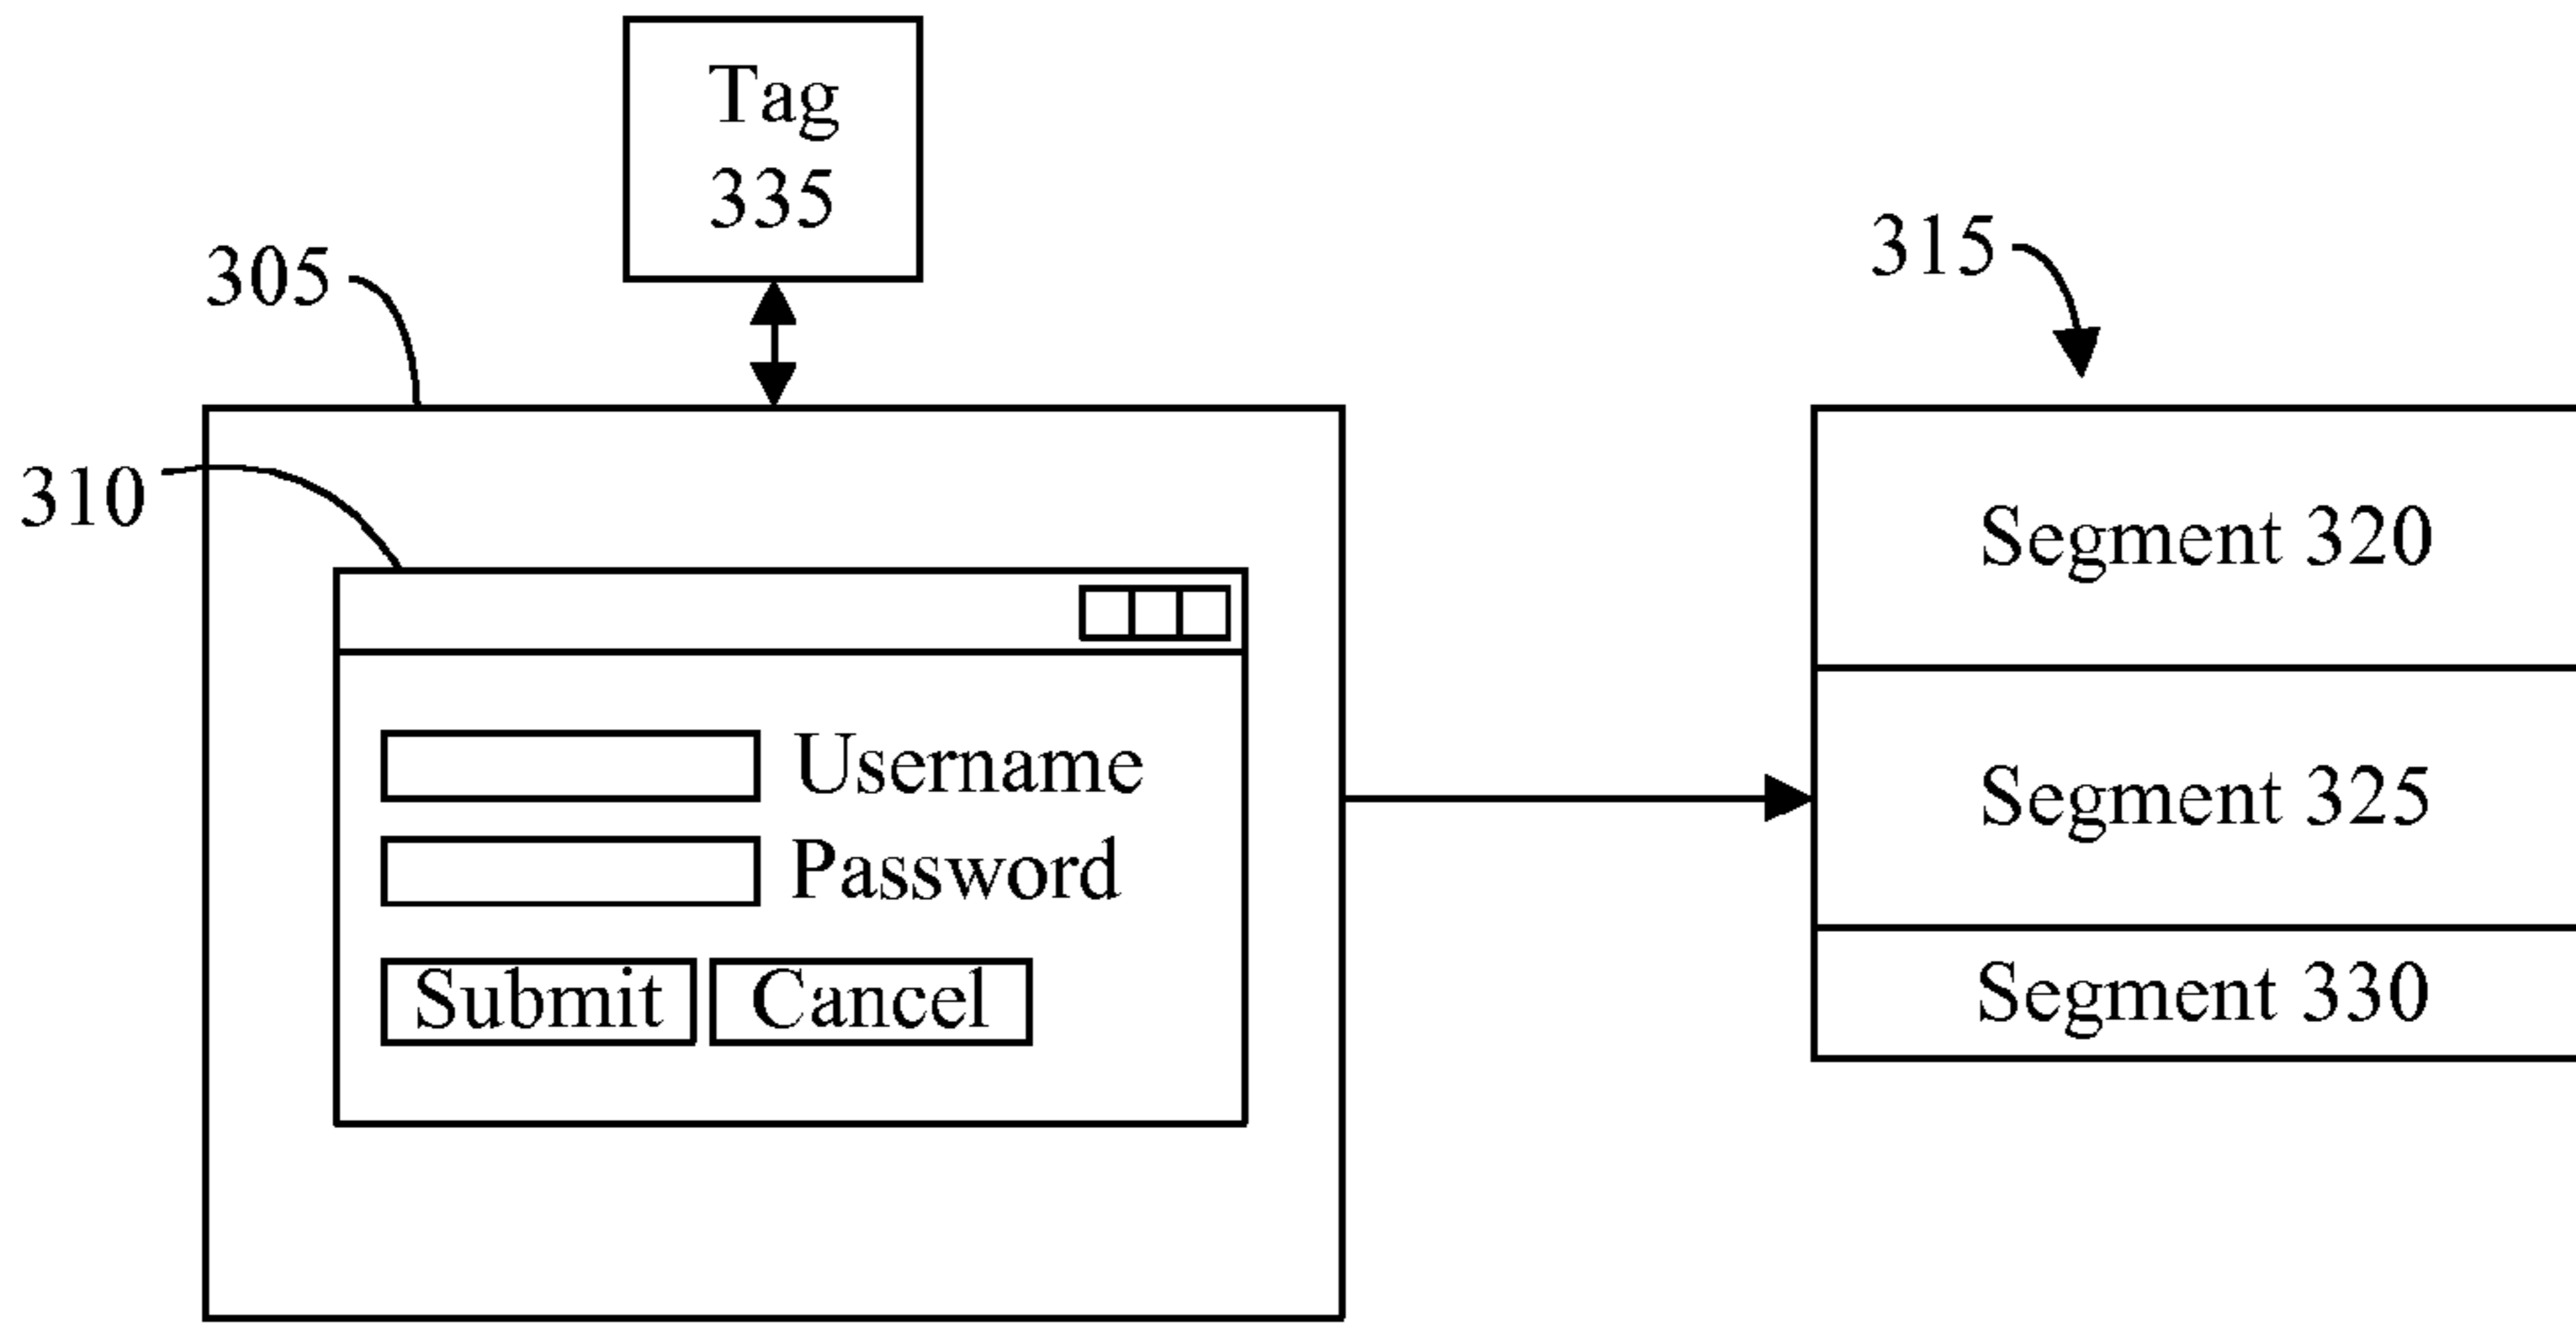 Tag
335
305
315
310
Segment 320
Username
Segment 325
Password
Submit Cancel
Segment 330